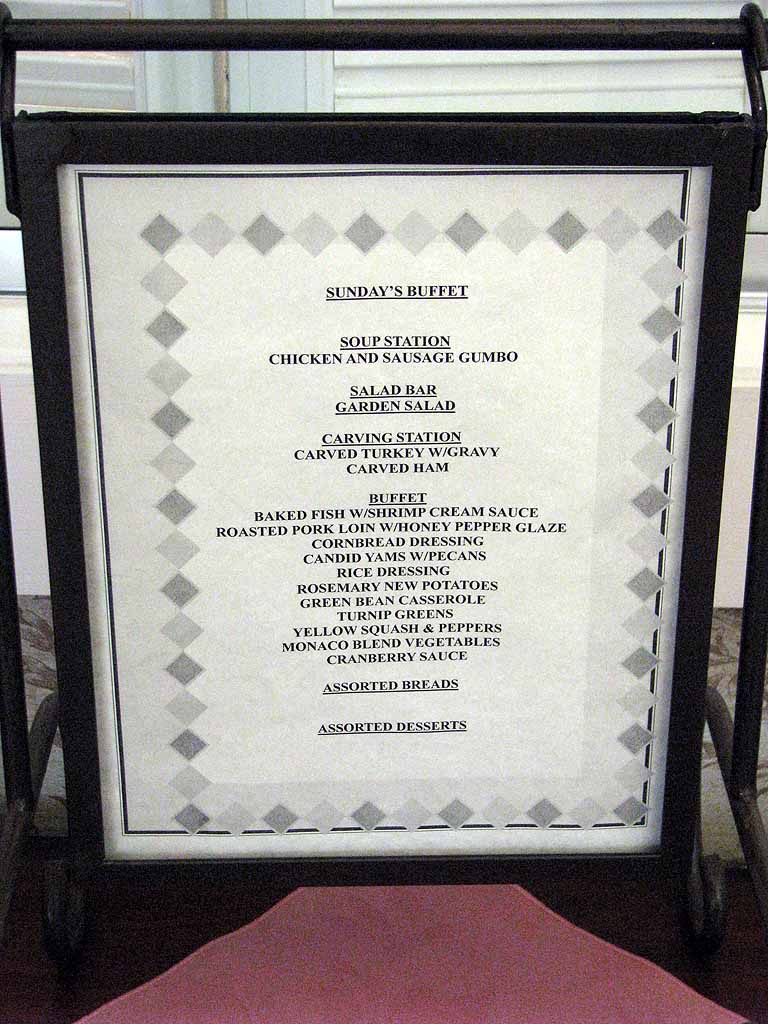 SUNDAY'S BUFFET
SOUP STATION
CHICKEN AND SAUSAGE GUMBO
SALAD BAR
GARDEN SALAD
CARVING STATION
CARVED TURKEY W/GRAVY
CARVED HAM
BUFFET
BAKED FISH W/SHRIMP CREAM SAUCE
ROASTED PORK LOIN W/HONEY PEPPER GLAZE
CORNBREAD DRESSING
CANDID YAMS W/PECANS
RICE DRESSING
ROSEMARY NEW POTATOES
GREEN BEAN CASSEROLE
TURNIP GREENS
YELLOW SQUASH & PEPPERS
MONACO BLEND VEGETABLES
CRANBERRY SAUCE
ASSORTED BREADS
ASSORTED DESSERTS